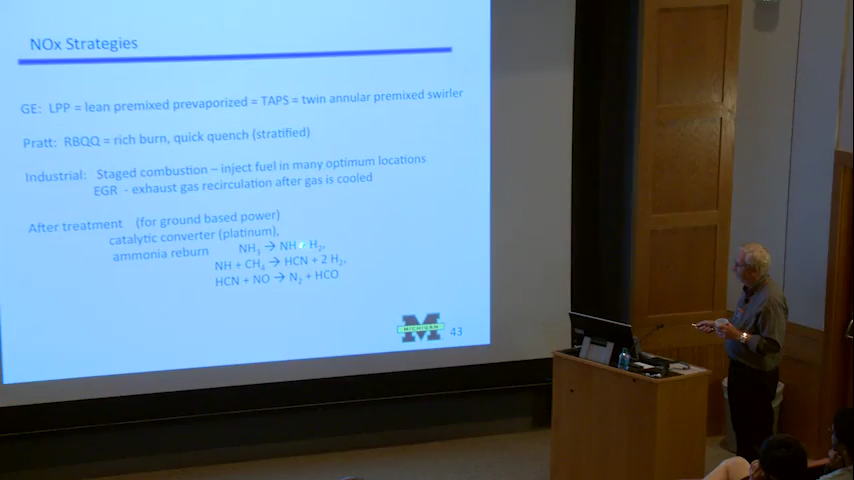 NOx Strategies
GE: LPP = lean premixed prevaporized = TAPS = twin annular premixed swirler
Pratt: RBQQ = rich burn, quick quench (stratified)
Industrial: Staged combustion – inject fuel in many optimum locations
EGR - exhaust gas recirculation after gas is cooled
After treatment (for ground based power)
catalytic converter (platinum),
ammonia reburn NH₃ → NH + H₂,
NH + CH₄ → HCN + 2 H₂,
HCN + NO → N₂ + HCO
MICHIGAN
43